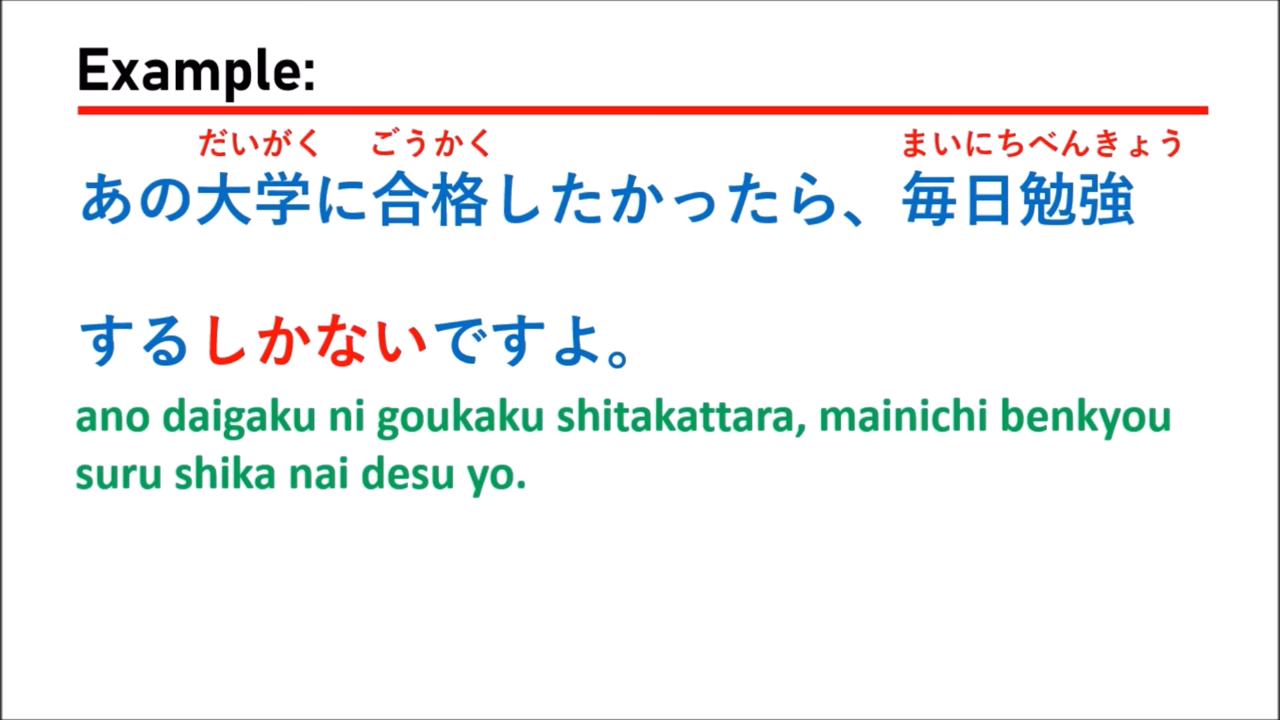 Example:
だいがく ごうかく まいにちべんきょう
あの大学に合格したかったら、毎日勉強
するしかないですよ。
ano daigaku ni goukaku shitakattara, mainichi benkyou
suru shika nai desu yo.